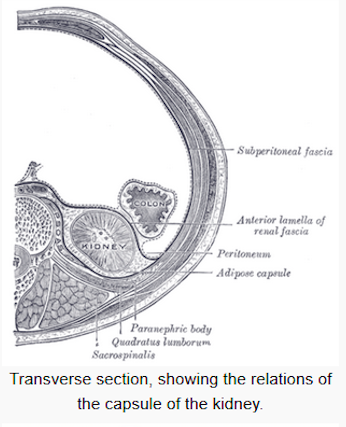 Subperitoneal fascia
COLON
Anterior lamella of
renal fascia
PSOAS
KIDNEY
Peritoneum
Adipose capsule
Paranephric body
Quadratus lumborum
Sacrospinalis
Transverse section, showing the relations of
the capsule of the kidney.